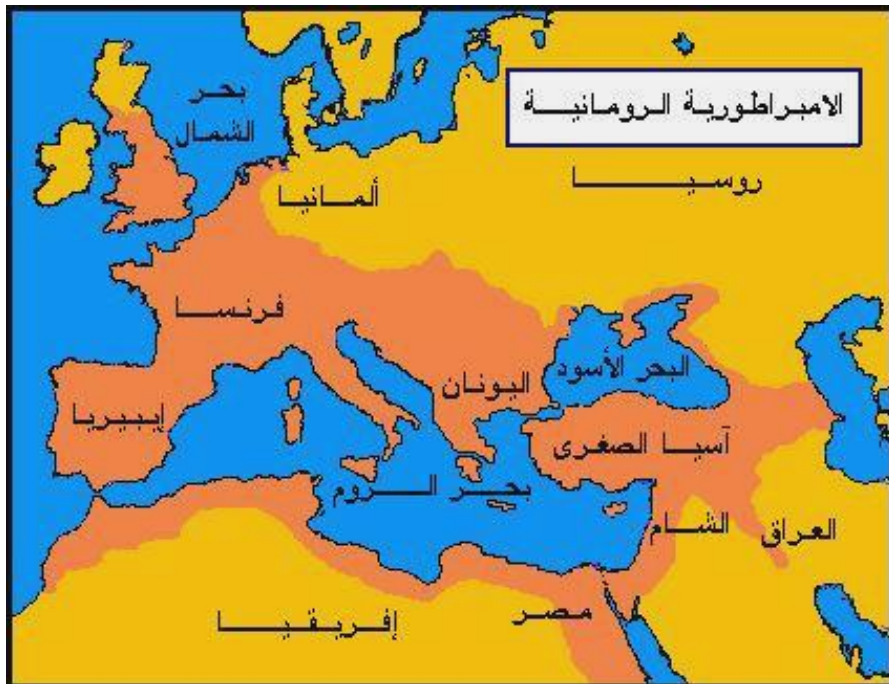 الامبراطورية الرومانية
بحر
الشمال
روسيا
ألمانيا
فرنسا
البحر الأسود
اليونان
إيبيريا
آسيا الصغرى
بحر الروم
الشام
العراق
مصر
إفريقيا